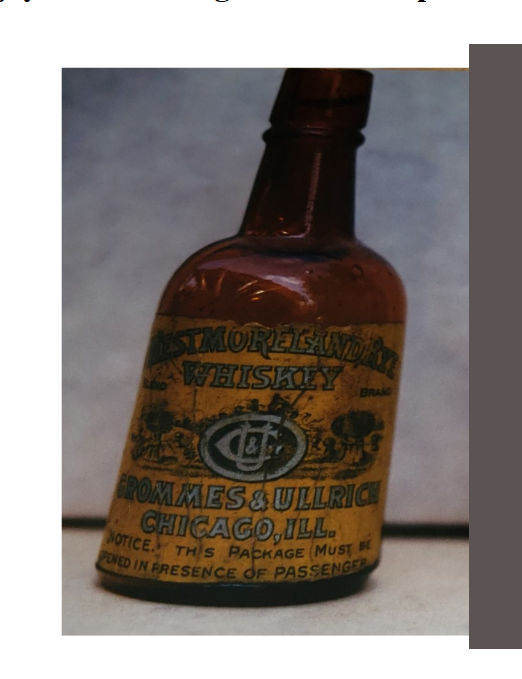 WESTMORELAND RYE
WHISKEY
BLEND BRAND
G & U
GROMMES & ULLRICH
CHICAGO, ILL.
NOTICE. THIS PACKAGE MUST BE
OPENED IN PRESENCE OF PASSENGER